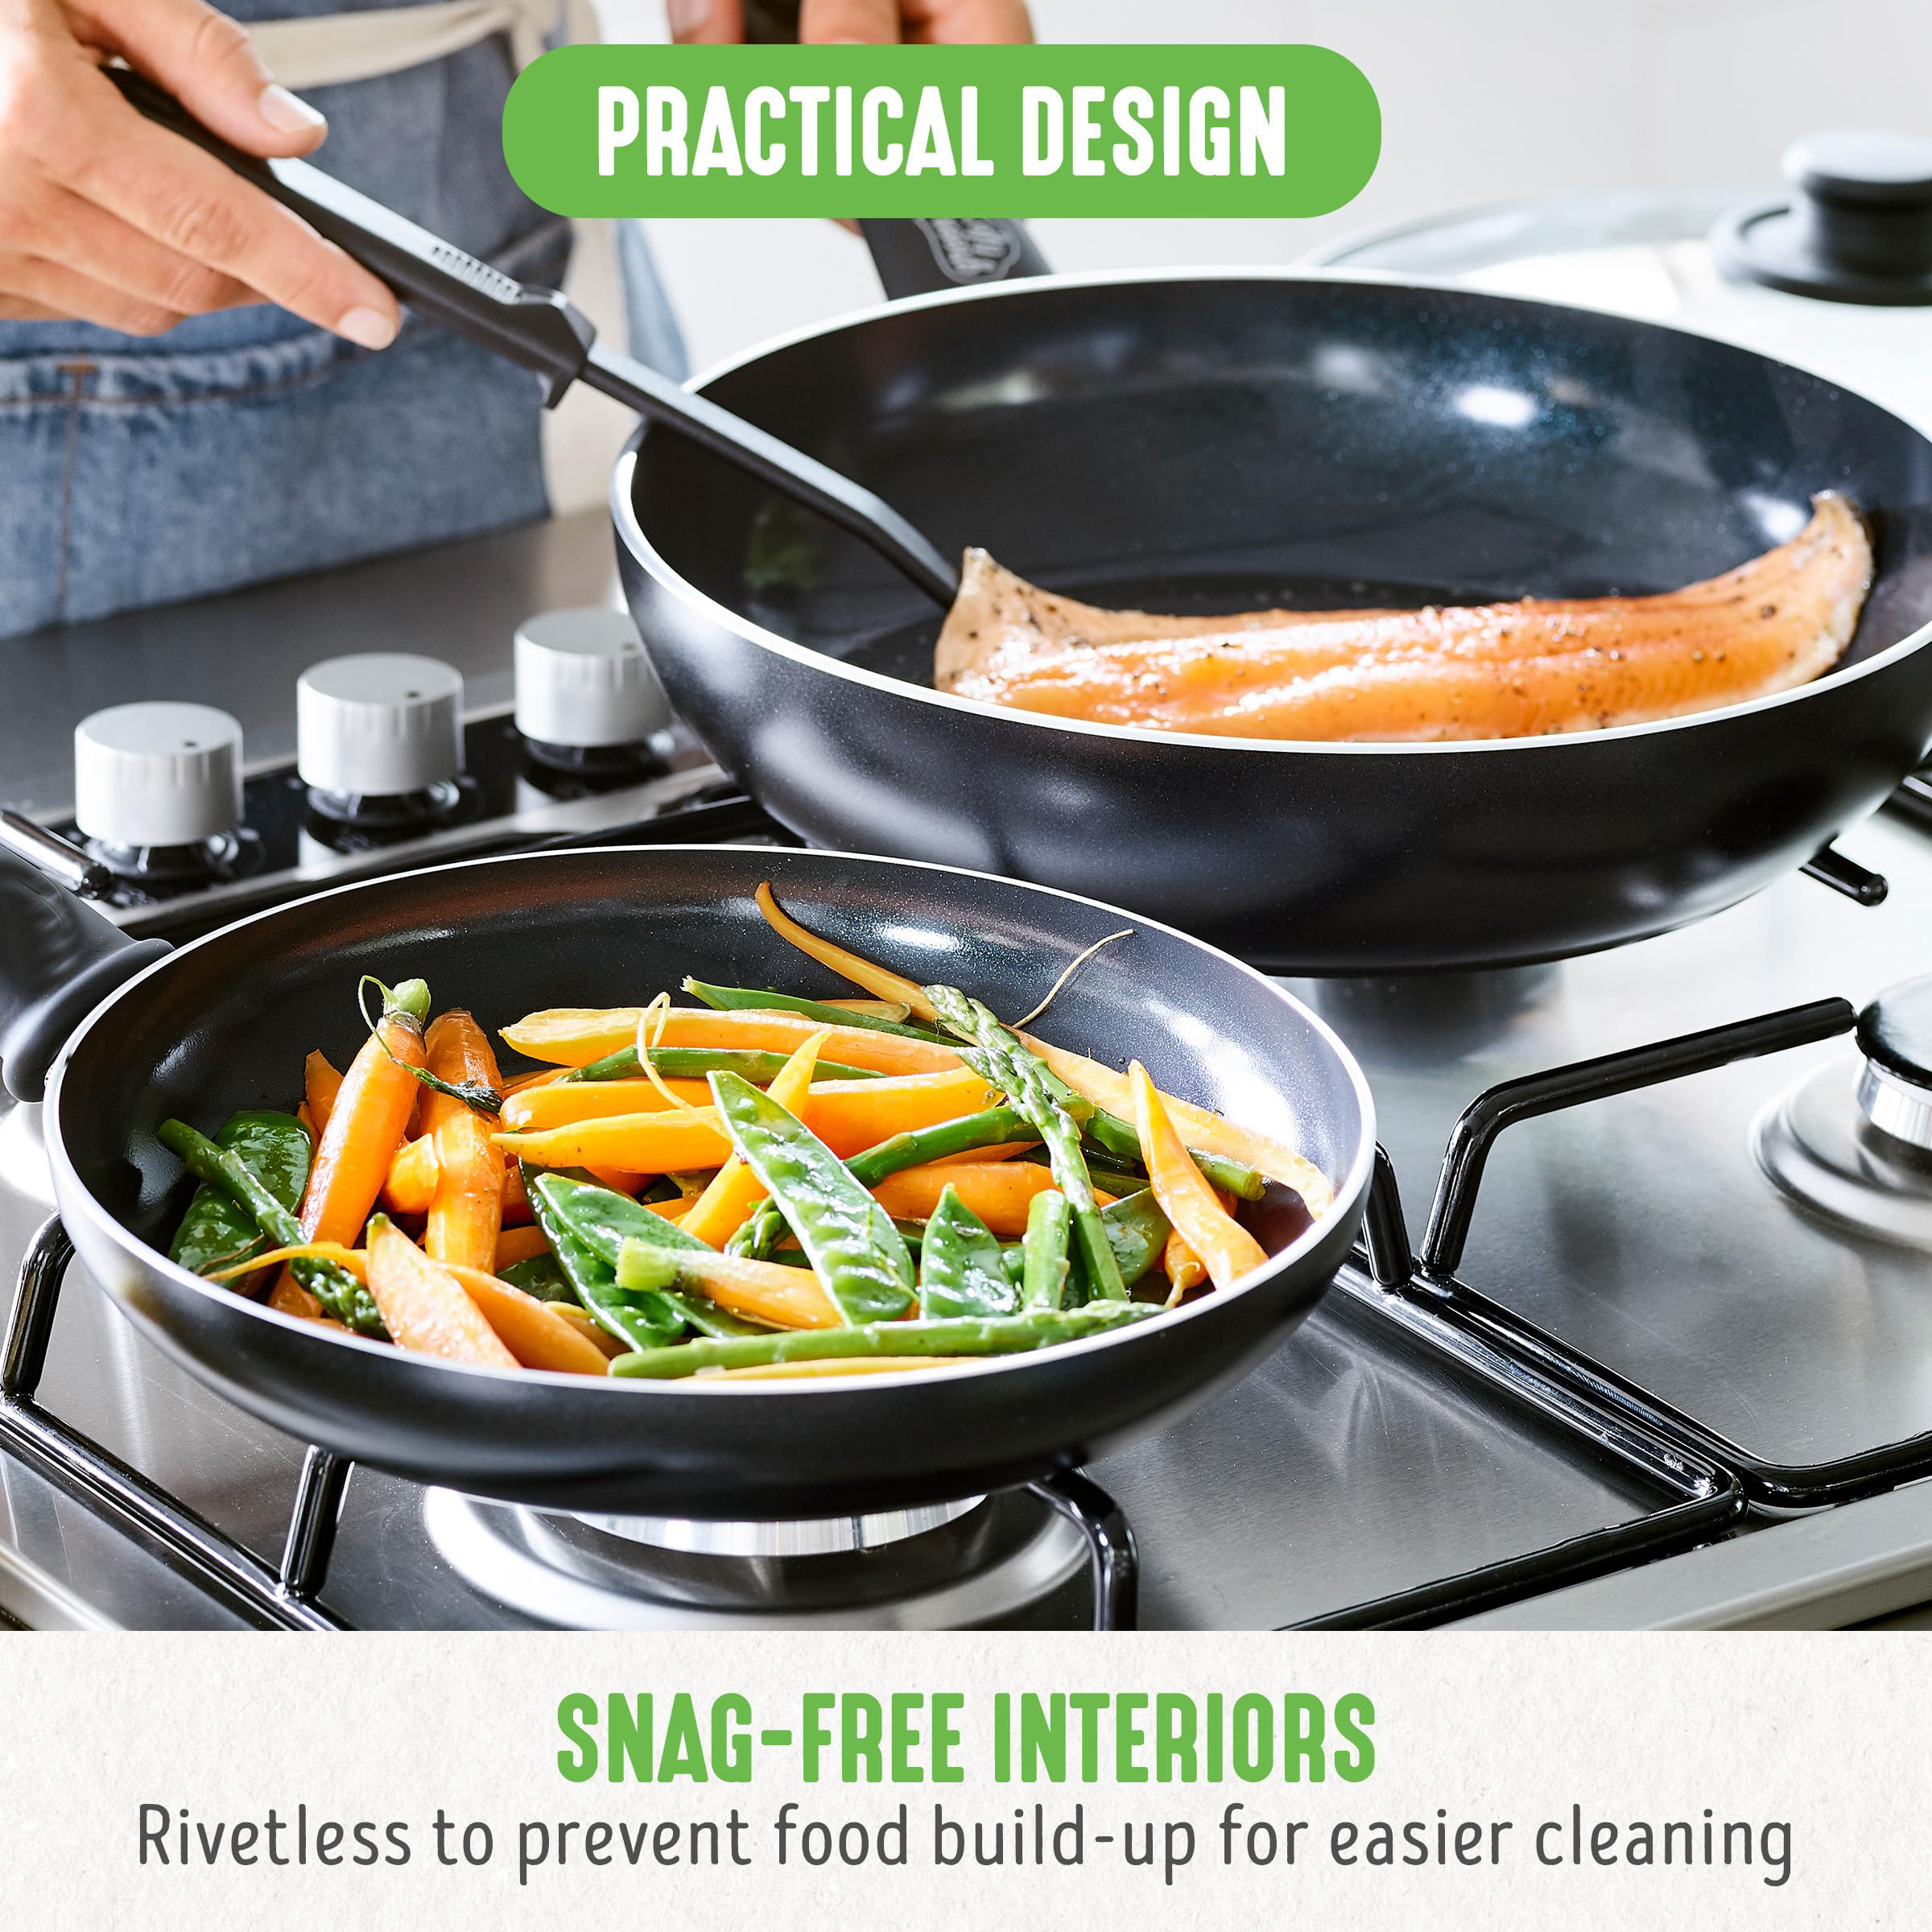 PRACTICAL DESIGN
SNAG-FREE INTERIORS
Rivetless to prevent food build-up for easier cleaning